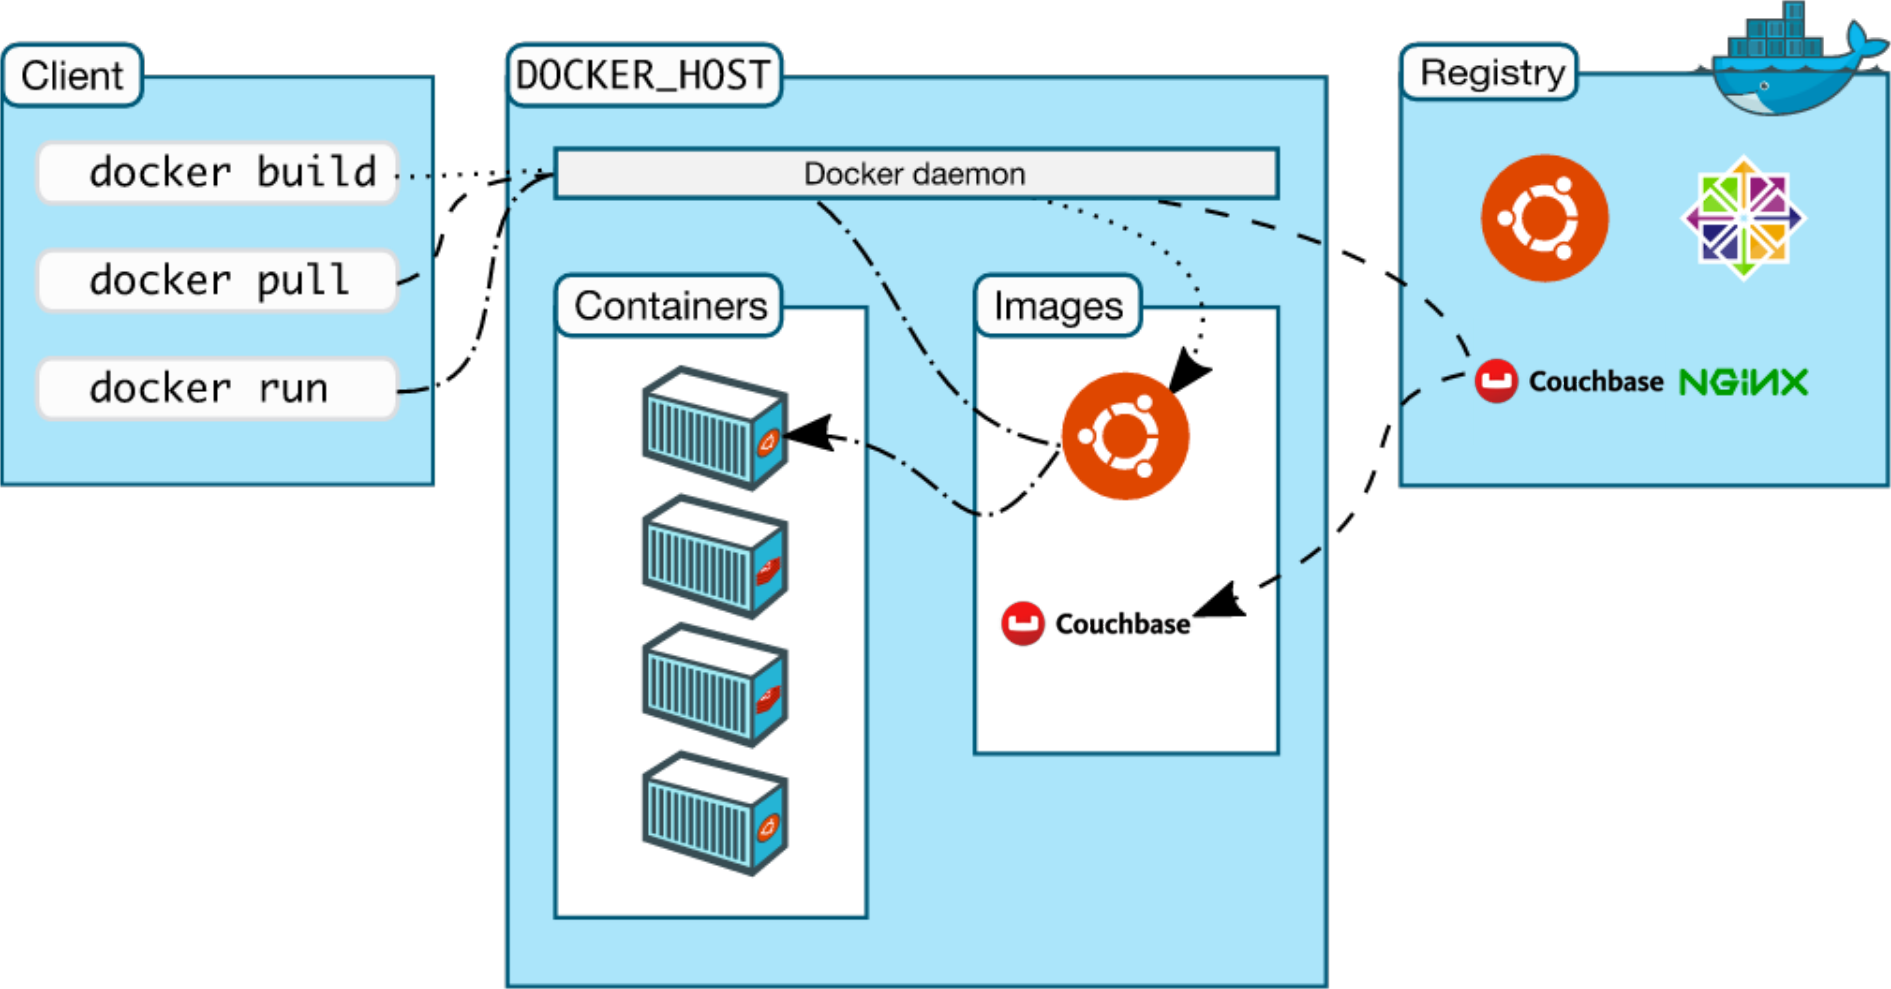 Client
docker build
docker pull
docker run
DOCKER_HOST
Docker daemon
Containers
Images
Couchbase
Registry
Couchbase
NGINX